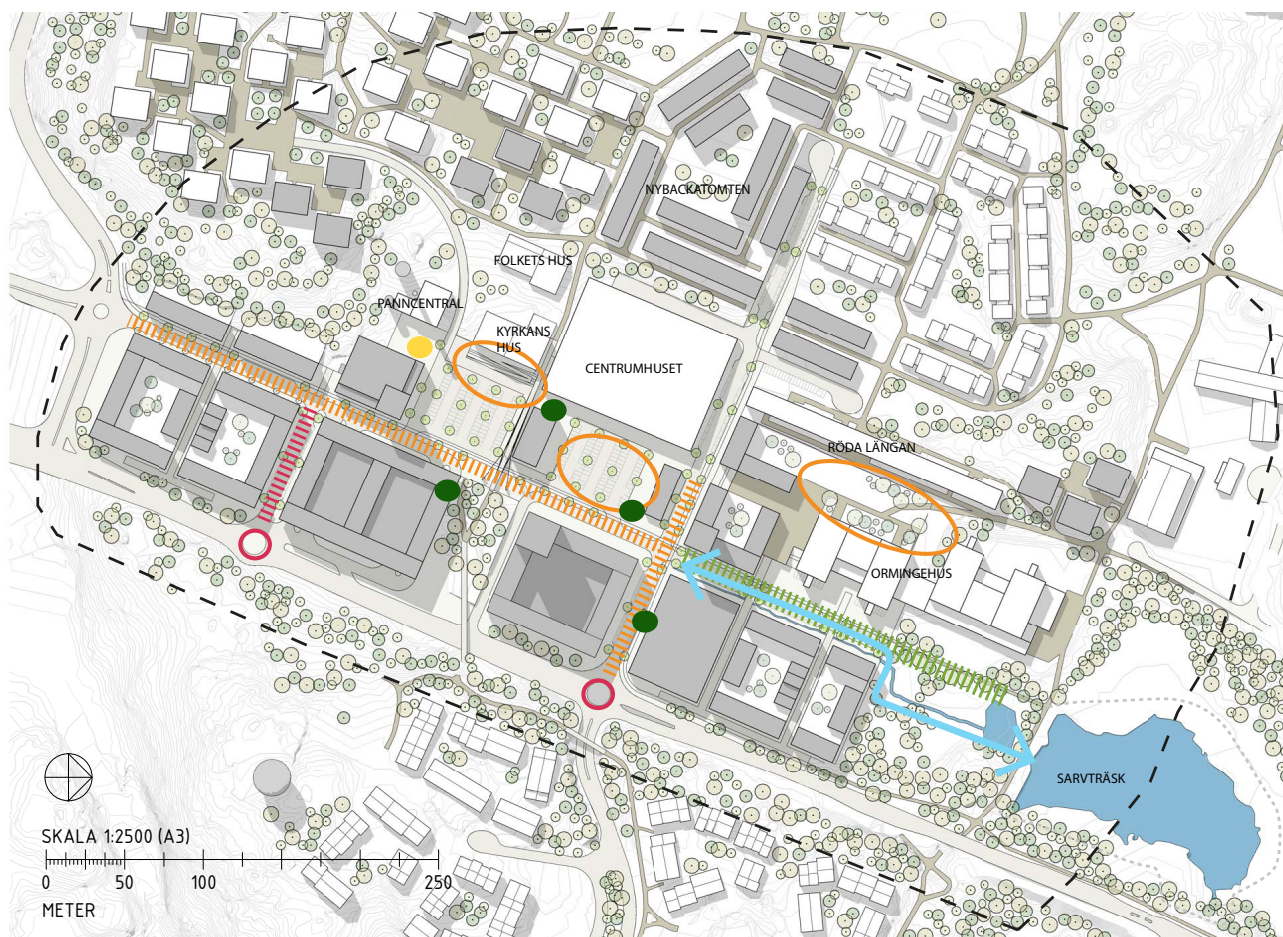 NYBACKATOMTEN
FOLKETS HUS
PANNCENTRAL
KYRKANS
HUS
CENTRUMHUSET
RÖDA LÄNGAN
ORMINGEHUS
SARVTRÄSK
SKALA 1:2500 (A3)
0 50 100 250
METER